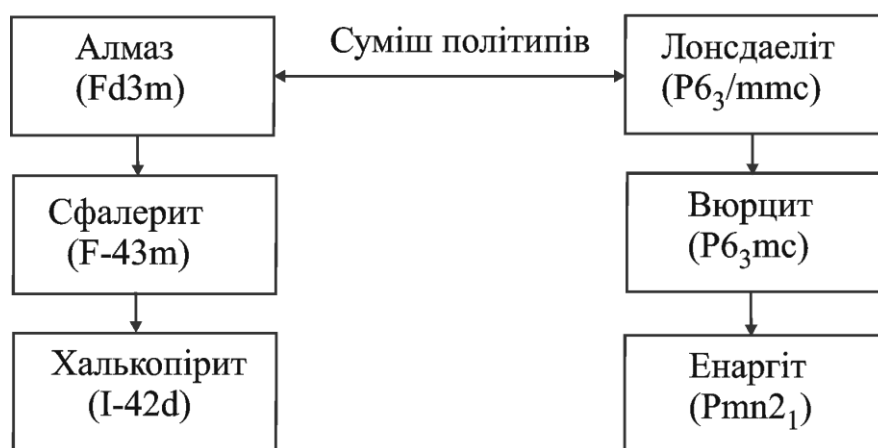 Алмаз
(Fd3m)
Суміш політипів
Лонсдаеліт
(P6₃/mmc)
Сфалерит
(F-43m)
Вюрцит
(P6₃mc)
Халькопірит
(I-42d)
Енаргіт
(Pmn2₁)